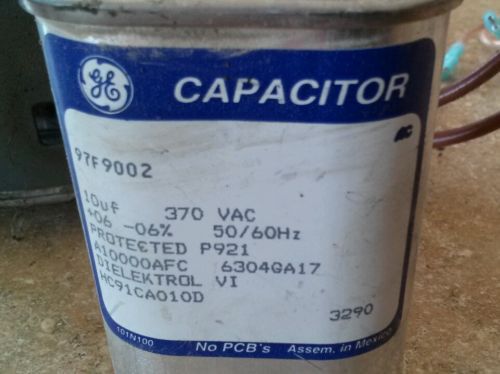 GE
CAPACITOR
97F9002
10uf 370 VAC
+06 -06% 50/60Hz
PROTECTED P921
A10000AFC 6304GA17
DIELEKTROL VI
HC91CA010D
3290
101N100
No PCB's Assem. in Mexico